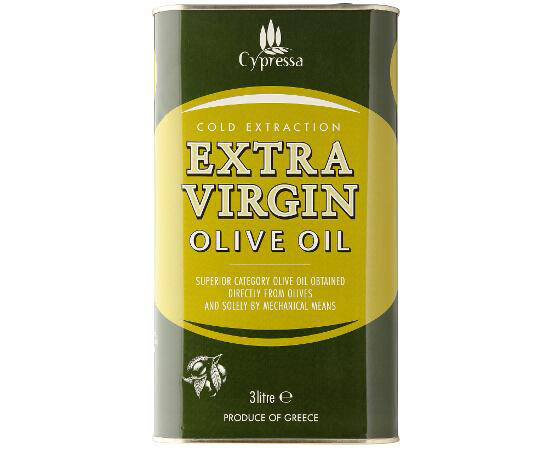 Cypressa
COLD EXTRACTION
EXTRA
VIRGIN
OLIVE OIL
SUPERIOR CATEGORY OLIVE OIL OBTAINED
DIRECTLY FROM OLIVES
AND SOLELY BY MECHANICAL MEANS
3litre ℮
PRODUCE OF GREECE